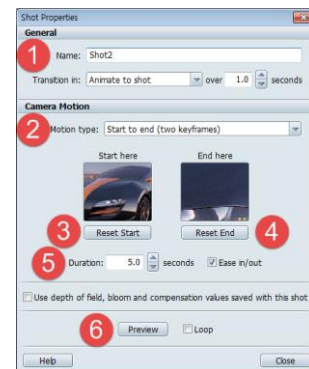 Shot Properties
General
1 Name: Shot2
Transition in: Animate to shot over 1.0 seconds
Camera Motion
2 Motion type: Start to end (two keyframes)
Start here End here
3 Reset Start Reset End 4
5 Duration: 5.0 seconds Ease in/out
Use depth of field, bloom and compensation values saved with this shot
6 Preview Loop
Help Close